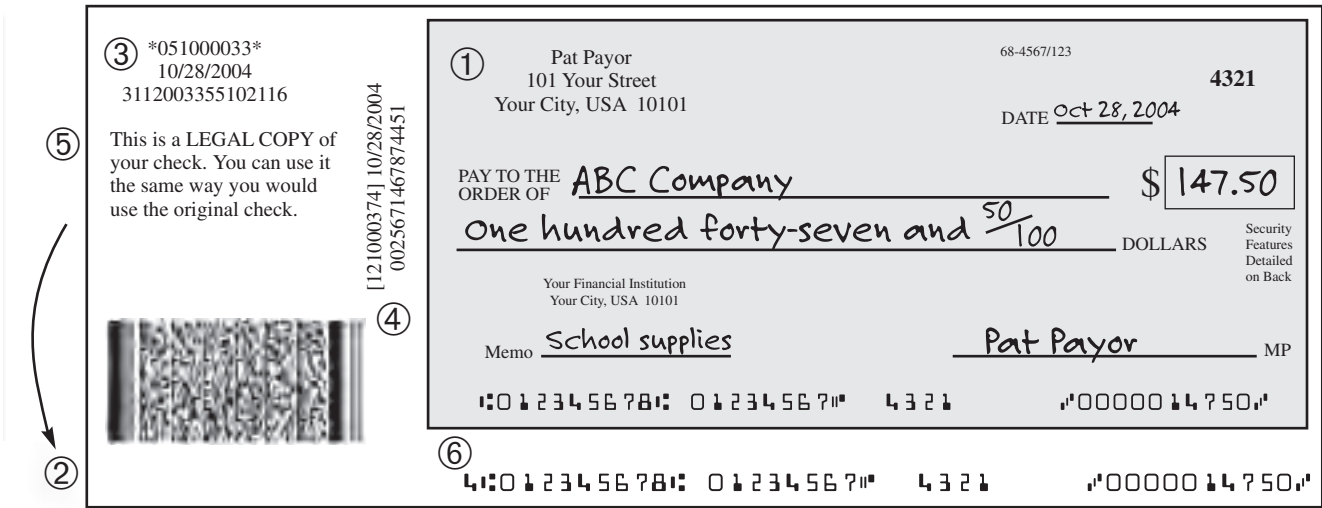 ③ *051000033*
10/28/2004
3112003355102116
[121000374] 10/28/2004
0025671467874451
④
⑤
This is a LEGAL COPY of
your check. You can use it
the same way you would
use the original check.
②
①
Pat Payor
101 Your Street
Your City, USA 10101
68-4567/123
4321
DATE Oct 28, 2004
PAY TO THE
ORDER OF ABC Company $ 147.50
One hundred forty-seven and 50/100 DOLLARS
Security
Features
Detailed
on Back
Your Financial Institution
Your City, USA 10101
Memo School supplies Pat Payor MP
⑆012345678⑆ 01234567⑈ 4321 ⑇0000014750⑇
⑥
4⑆012345678⑆ 01234567⑈ 4321 ⑇0000014750⑇